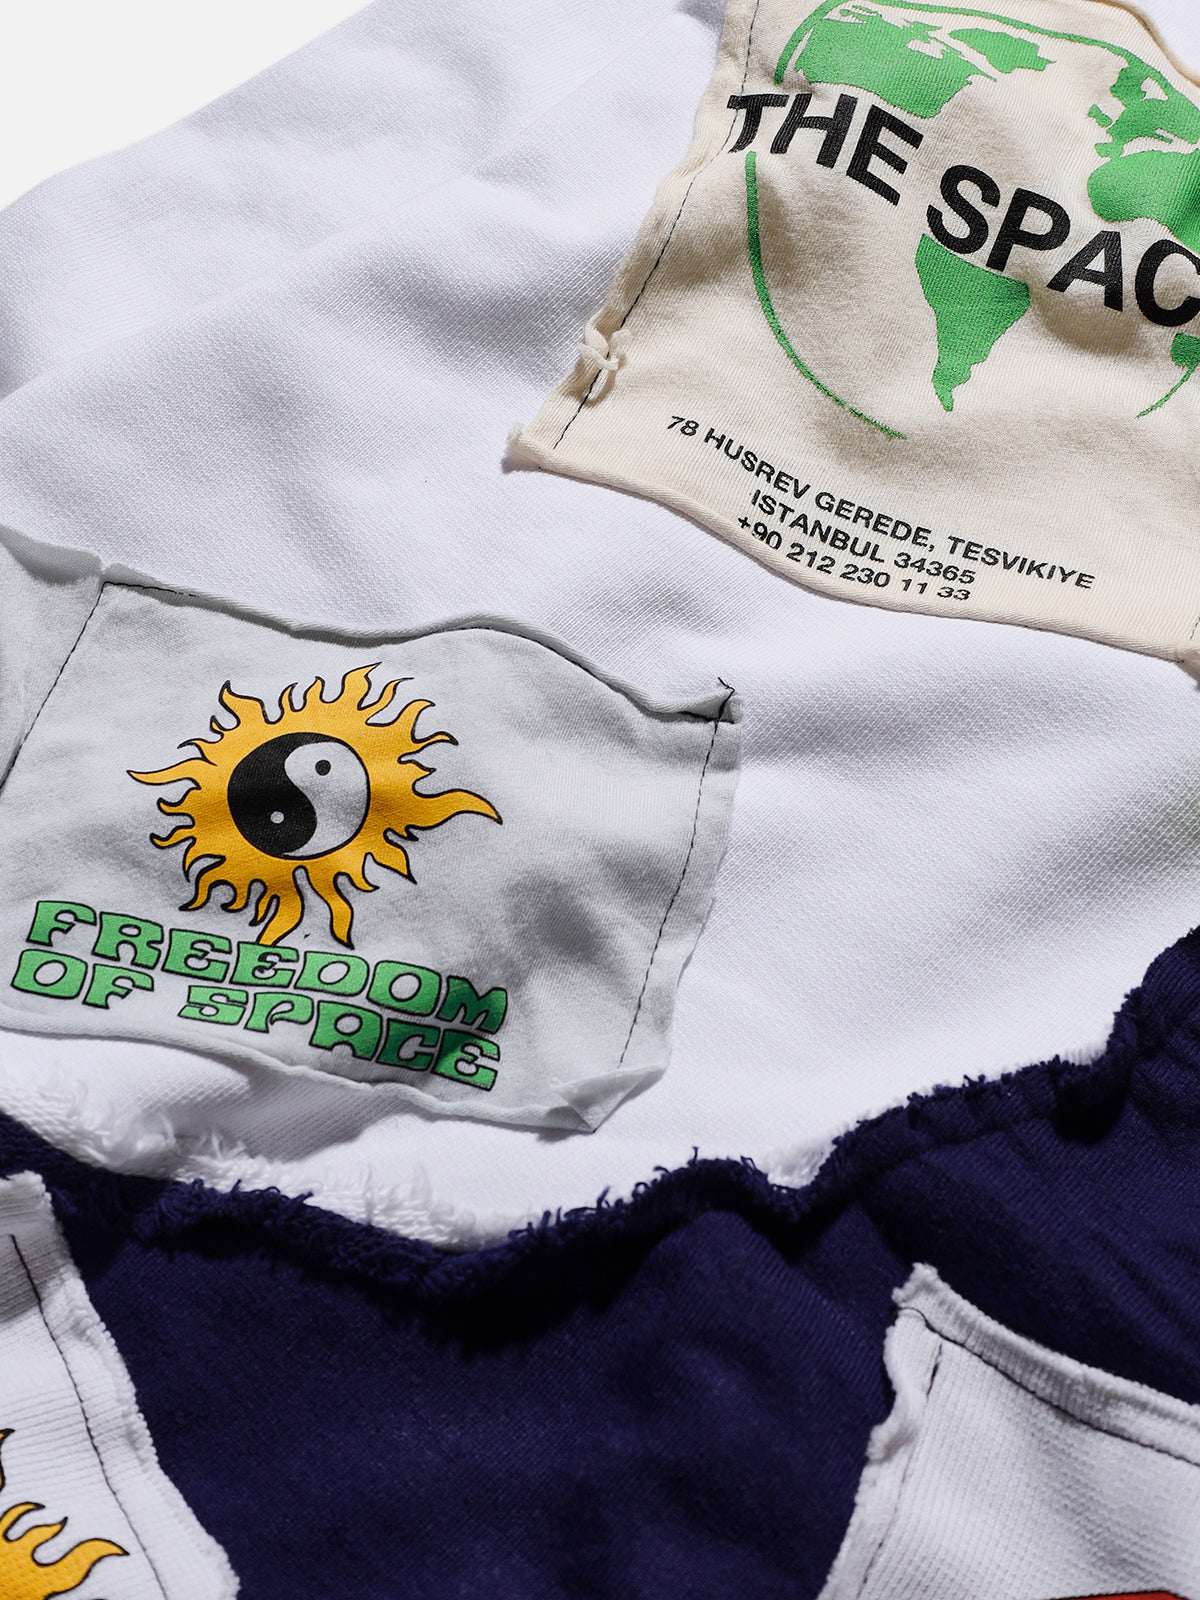 THE SPAC
78 HUSREV GEREDE, TESVIKIYE
ISTANBUL 34365
+90 212 230 11 33
FREEDOM
OF SPACE